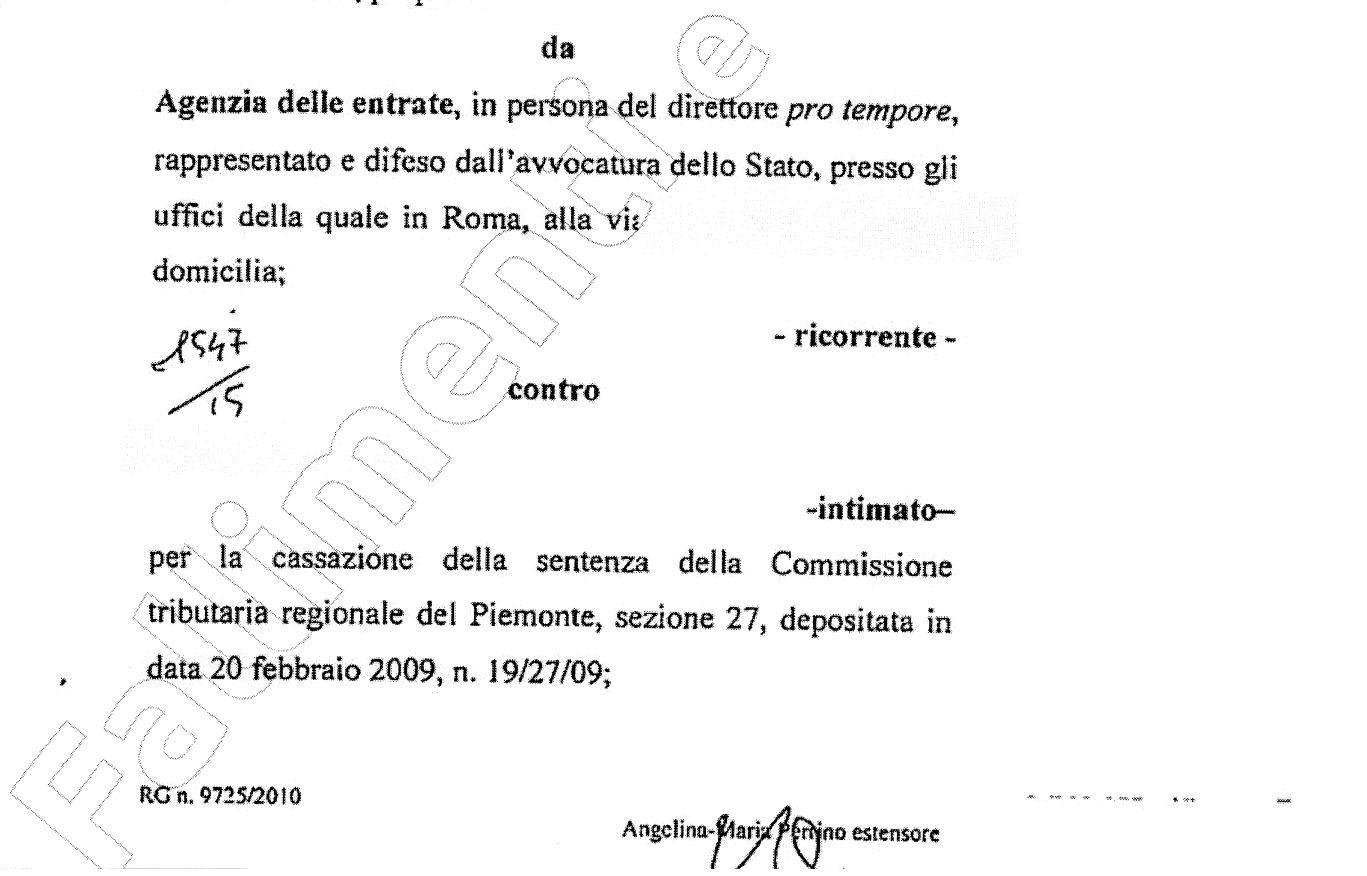 da
Agenzia delle entrate, in persona del direttore pro tempore,
rappresentato e difeso dall'avvocatura dello Stato, presso gli
uffici della quale in Roma, alla via
domicilia;
1547
/15
- ricorrente -
contro
-intimato–
per la cassazione della sentenza della Commissione
tributaria regionale del Piemonte, sezione 27, depositata in
data 20 febbraio 2009, n. 19/27/09;
RG n. 9725/2010
Angelina-Maria Perrino estensore
Fallimenti e